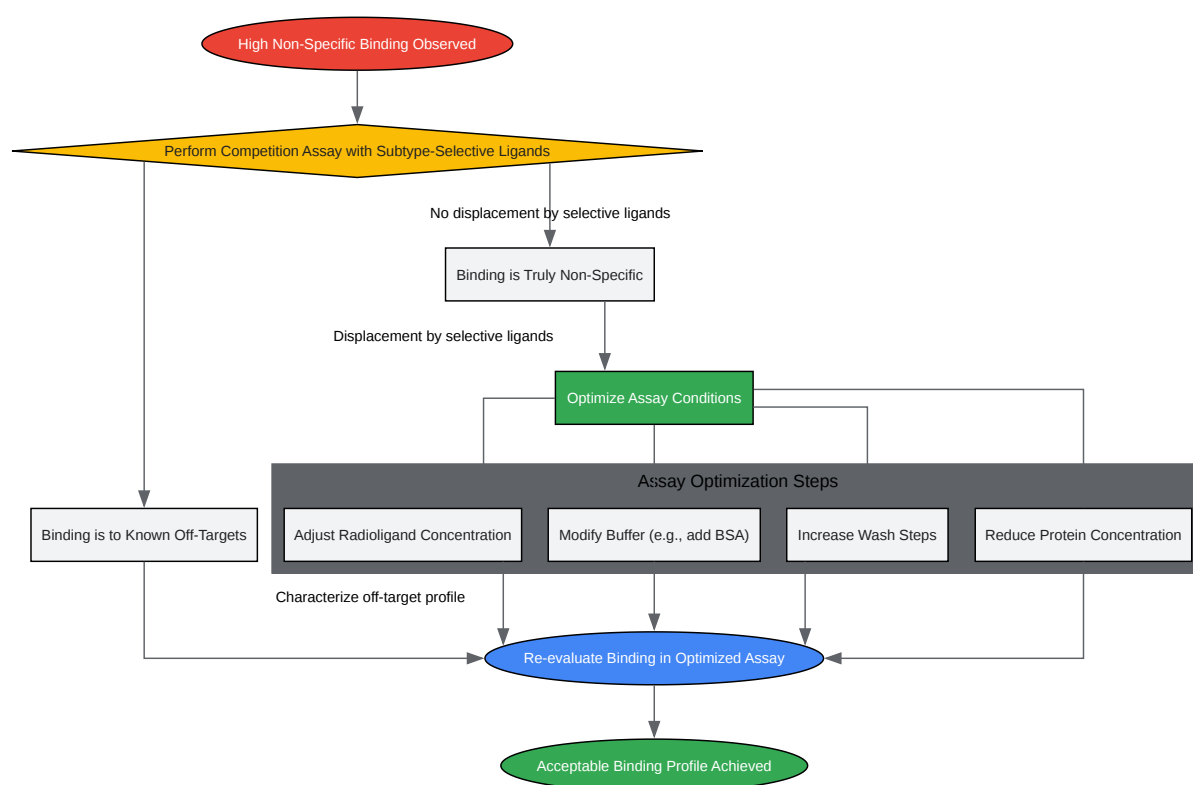 High Non-Specific Binding Observed
Perform Competition Assay with Subtype-Selective Ligands
No displacement by selective ligands
Binding is Truly Non-Specific
Displacement by selective ligands
Optimize Assay Conditions
Assay Optimization Steps
Binding is to Known Off-Targets
Adjust Radioligand Concentration
Modify Buffer (e.g., add BSA)
Increase Wash Steps
Reduce Protein Concentration
Characterize off-target profile
Re-evaluate Binding in Optimized Assay
Acceptable Binding Profile Achieved